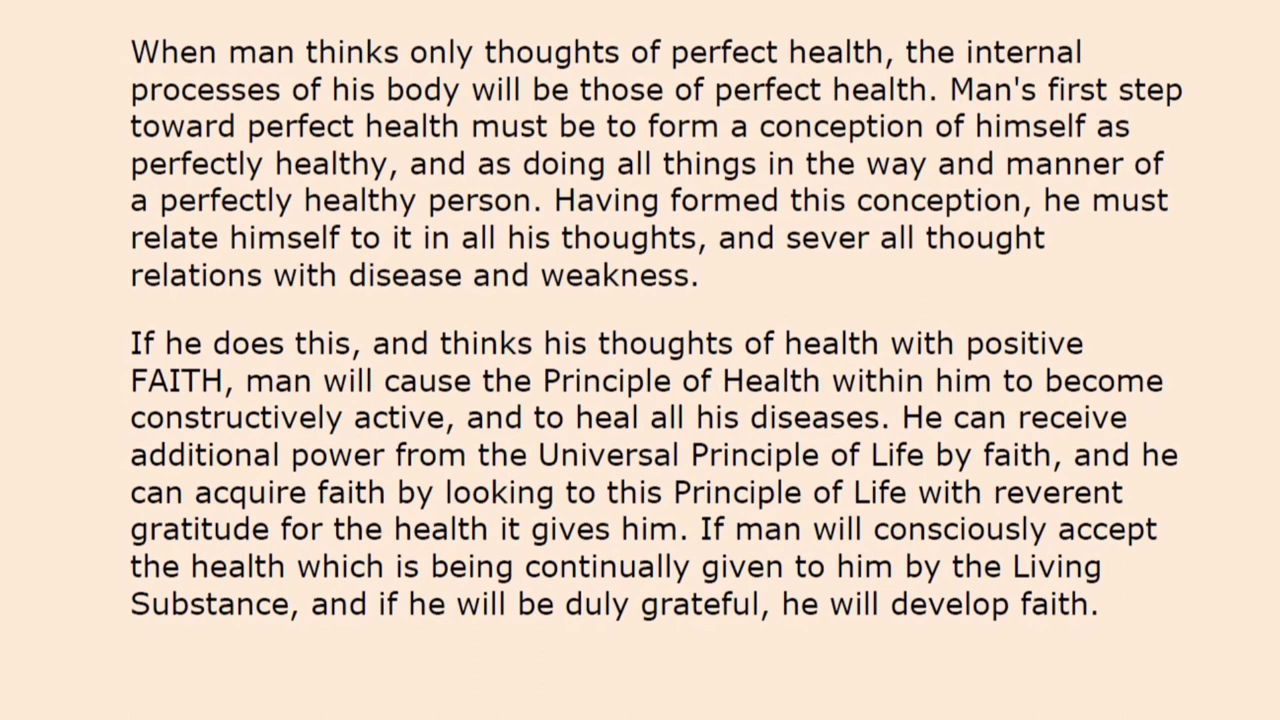 When man thinks only thoughts of perfect health, the internal
processes of his body will be those of perfect health. Man's first step
toward perfect health must be to form a conception of himself as
perfectly healthy, and as doing all things in the way and manner of
a perfectly healthy person. Having formed this conception, he must
relate himself to it in all his thoughts, and sever all thought
relations with disease and weakness.
If he does this, and thinks his thoughts of health with positive
FAITH, man will cause the Principle of Health within him to become
constructively active, and to heal all his diseases. He can receive
additional power from the Universal Principle of Life by faith, and he
can acquire faith by looking to this Principle of Life with reverent
gratitude for the health it gives him. If man will consciously accept
the health which is being continually given to him by the Living
Substance, and if he will be duly grateful, he will develop faith.